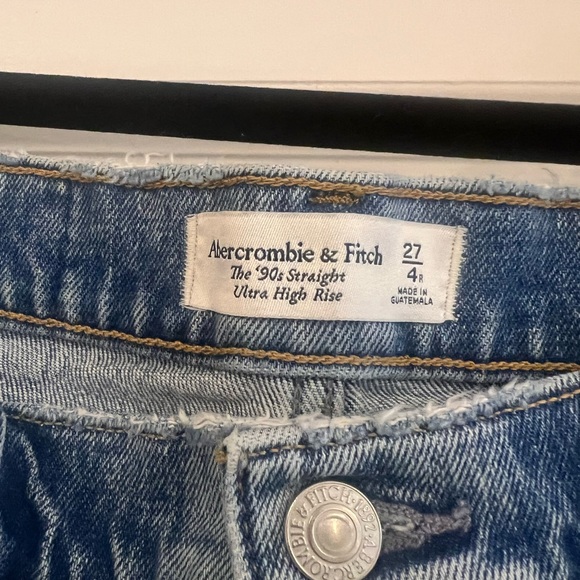 Abercrombie & Fitch
The '90s Straight
Ultra High Rise
27
4R
MADE IN
GUATEMALA
ABERCROMBIE & FITCH